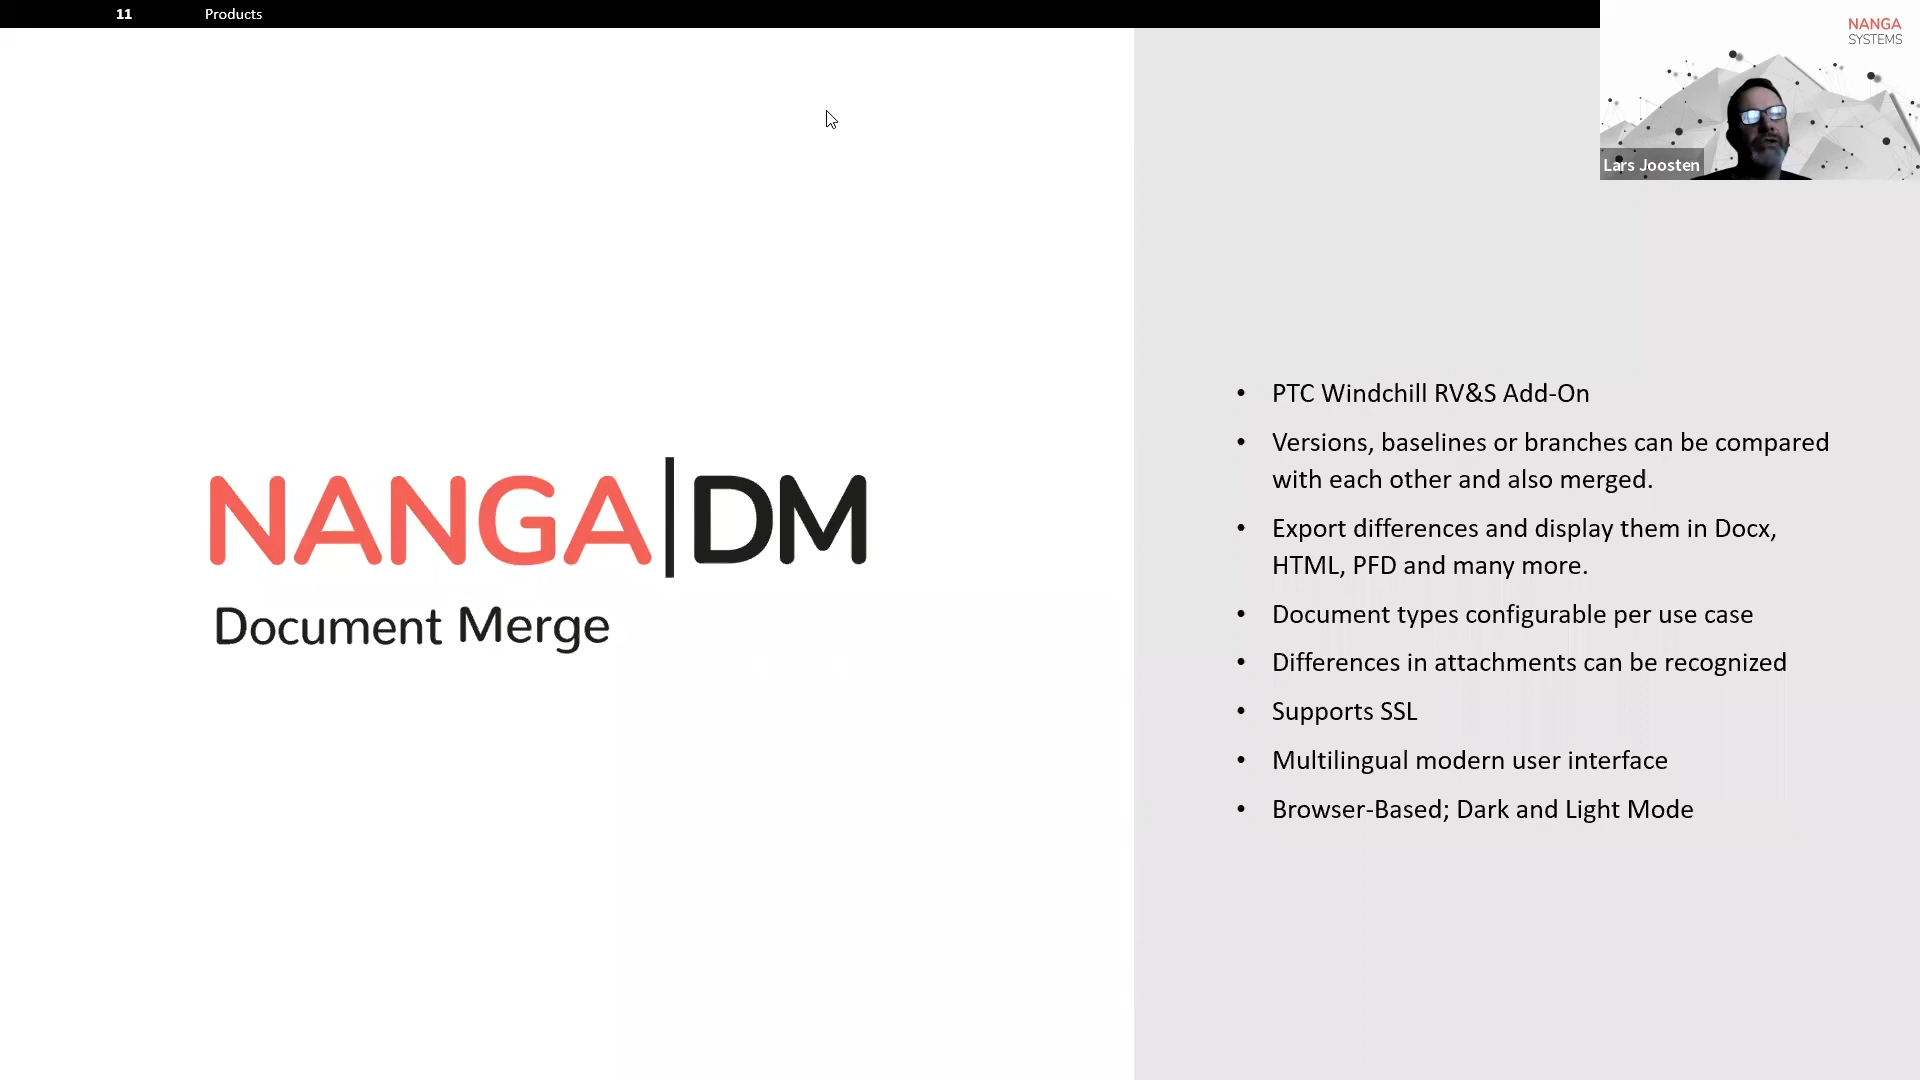 11 Products
NANGA
SYSTEMS
Lars Joosten
NANGA|DM
Document Merge
• PTC Windchill RV&S Add-On
• Versions, baselines or branches can be compared
with each other and also merged.
• Export differences and display them in Docx,
HTML, PFD and many more.
• Document types configurable per use case
• Differences in attachments can be recognized
• Supports SSL
• Multilingual modern user interface
• Browser-Based; Dark and Light Mode